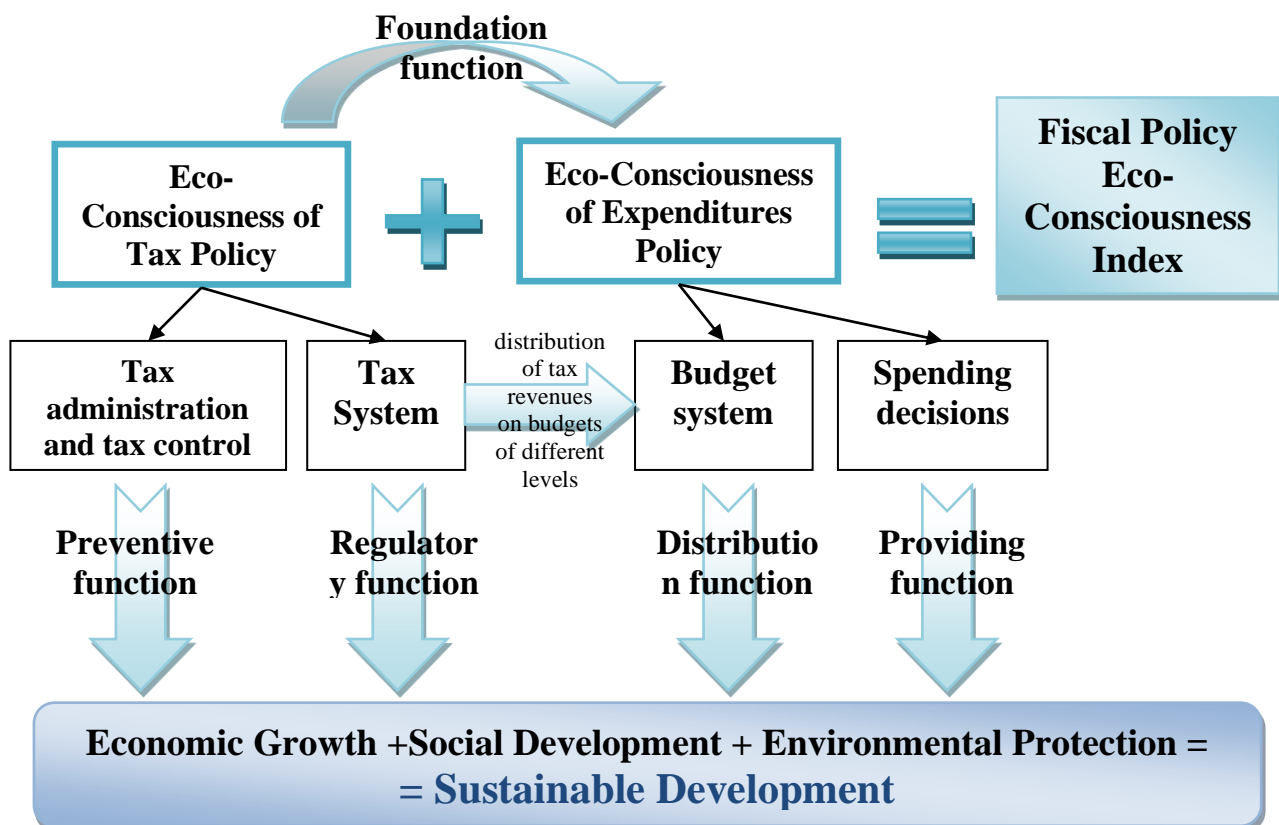 Foundation
function
Eco-
Consciousness of
Tax Policy
Eco-Consciousness
of Expenditures
Policy
Fiscal Policy
Eco-
Consciousness
Index
Tax
administration
and tax control
Tax
System
distribution
of tax
revenues
on budgets
of different
levels
Budget
system
Spending
decisions
Preventive
function
Regulator
y function
Distributio
n function
Providing
function
Economic Growth +Social Development + Environmental Protection =
= Sustainable Development